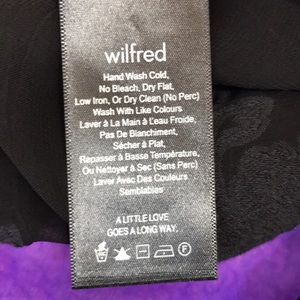 wilfred
Hand Wash Cold,
No Bleach, Dry Flat,
Low Iron, Or Dry Clean (No Perc)
Wash With Like Colours
Laver à La Main à L'eau Froide,
Pas De Blanchiment,
Sécher à Plat,
Repasser à Basse Température,
Ou Nettoyer à Sec (Sans Perc)
Laver Avec Des Couleurs
Semblables
A LITTLE LOVE
GOES A LONG WAY.
F